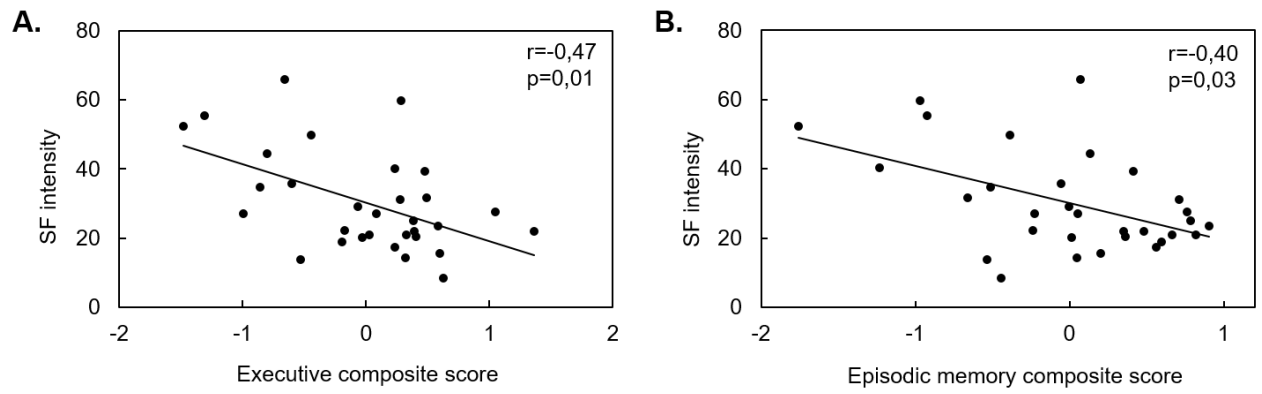 A.
80
60
40
20
0
SF intensity
r=-0,47
p=0,01
-2
-1
0
1
2
Executive composite score
B.
80
60
40
20
0
SF intensity
r=-0,40
p=0,03
-2
-1
0
1
Episodic memory composite score